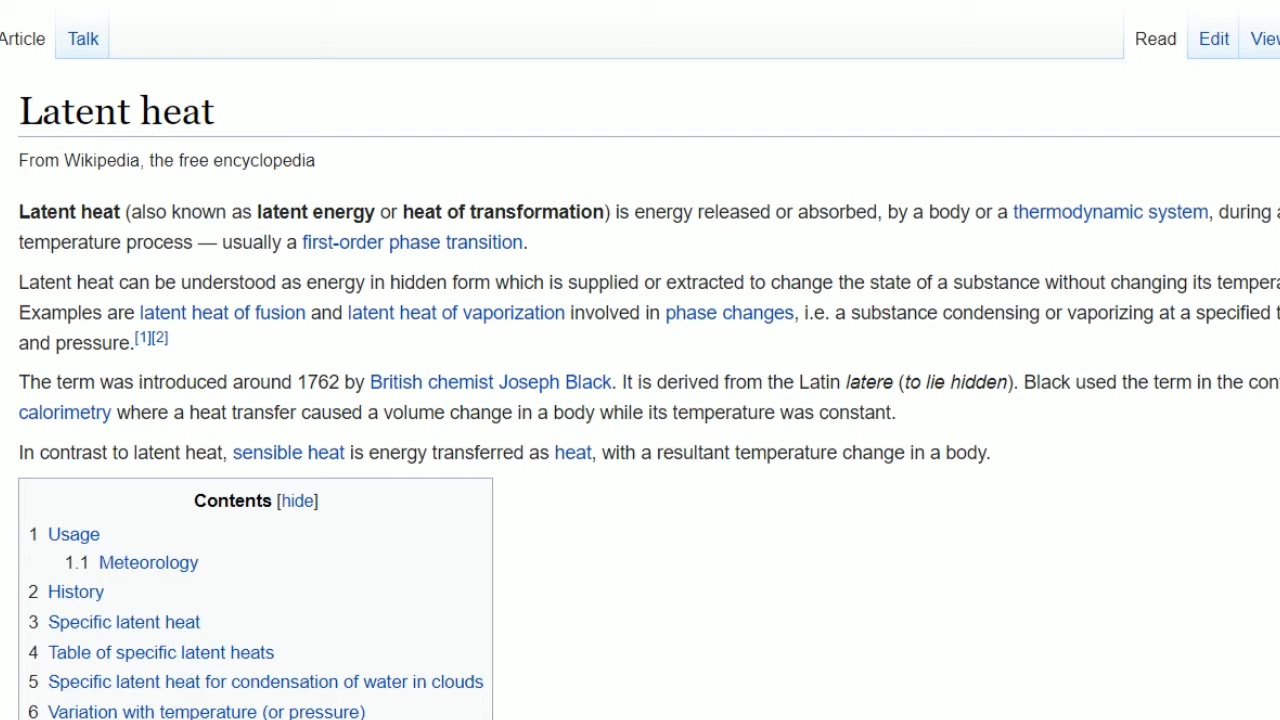 Article Talk Read Edit View
Latent heat
From Wikipedia, the free encyclopedia
Latent heat (also known as latent energy or heat of transformation) is energy released or absorbed, by a body or a thermodynamic system, during
temperature process — usually a first-order phase transition.
Latent heat can be understood as energy in hidden form which is supplied or extracted to change the state of a substance without changing its
Examples are latent heat of fusion and latent heat of vaporization involved in phase changes, i.e. a substance condensing or vaporizing at a specified
and pressure.[1][2]
The term was introduced around 1762 by British chemist Joseph Black. It is derived from the Latin latere (to lie hidden). Black used the term in the
calorimetry where a heat transfer caused a volume change in a body while its temperature was constant.
In contrast to latent heat, sensible heat is energy transferred as heat, with a resultant temperature change in a body.
Contents [hide]
1 Usage
1.1 Meteorology
2 History
3 Specific latent heat
4 Table of specific latent heats
5 Specific latent heat for condensation of water in clouds
6 Variation with temperature (or pressure)